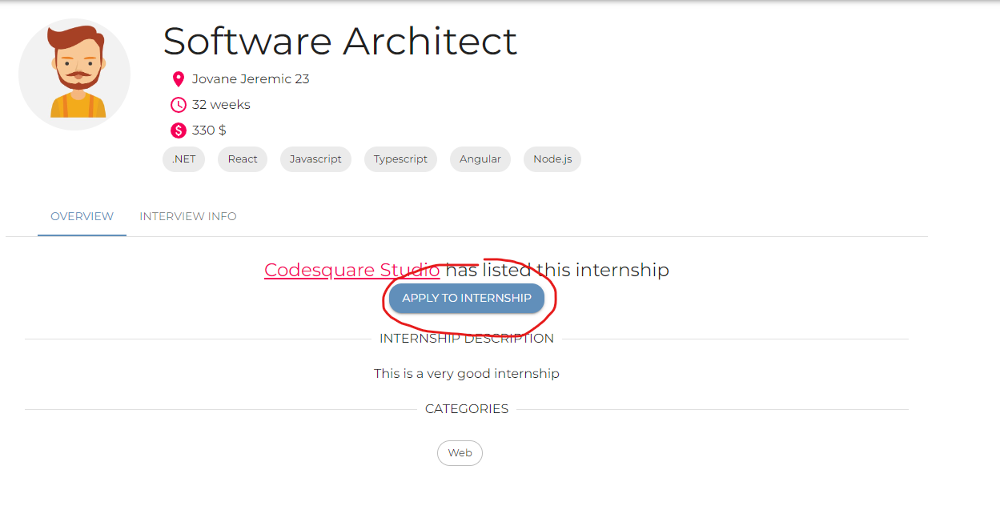 Software Architect
Jovane Jeremic 23
32 weeks
330 $
.NET React Javascript Typescript Angular Node.js
OVERVIEW INTERVIEW INFO
Codesquare Studio has listed this internship
APPLY TO INTERNSHIP
INTERNSHIP DESCRIPTION
This is a very good internship
CATEGORIES
Web